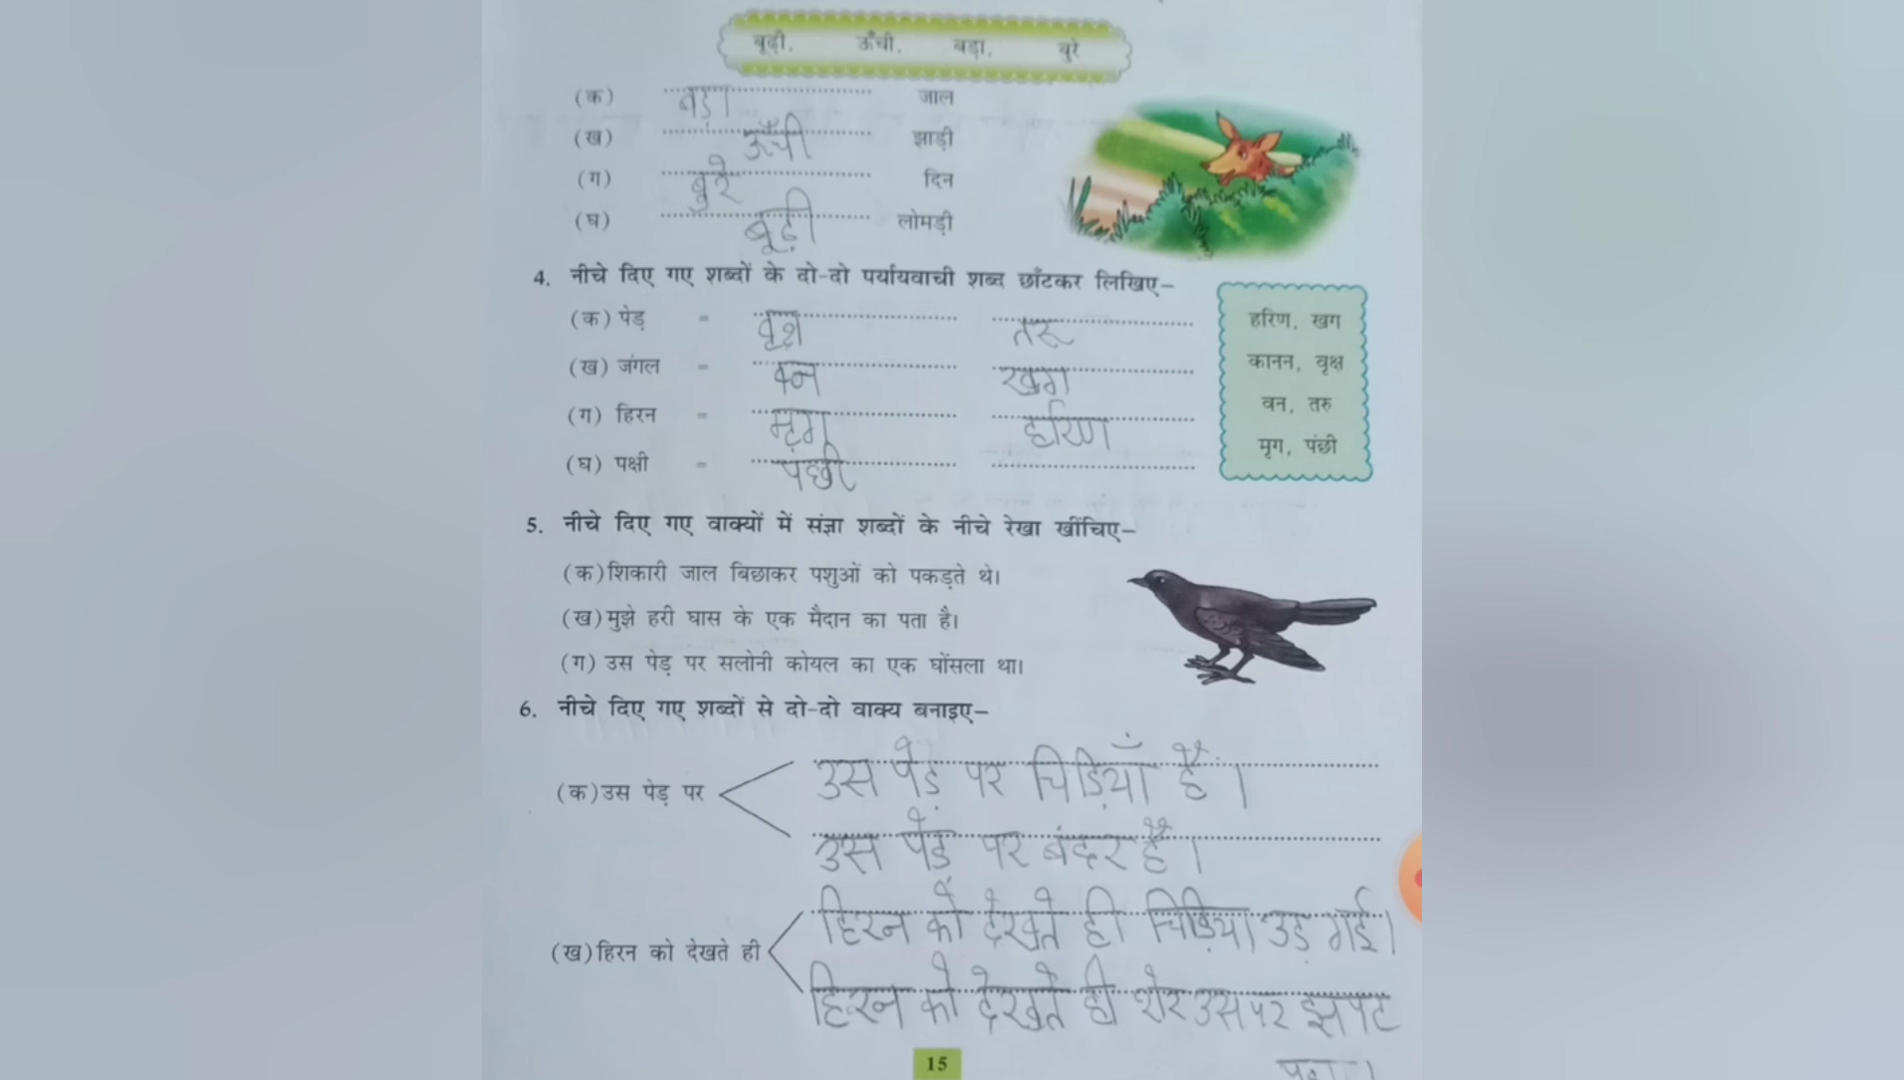 बूढ़ी, ऊँची, बड़ा, बुरे
(क) बड़ा जाल
(ख) ऊँची झाड़ी
(ग) बुरे दिन
(घ) बूढ़ी लोमड़ी
4. नीचे दिए गए शब्दों के दो-दो पर्यायवाची शब्द छाँटकर लिखिए–
(क) पेड़ = वृक्ष तरू
(ख) जंगल = वन खग
(ग) हिरन = मृग हरिण
(घ) पक्षी = पंछी
हरिण, खग
कानन, वृक्ष
वन, तरु
मृग, पंछी
5. नीचे दिए गए वाक्यों में संज्ञा शब्दों के नीचे रेखा खींचिए–
(क) शिकारी जाल बिछाकर पशुओं को पकड़ते थे।
(ख) मुझे हरी घास के एक मैदान का पता है।
(ग) उस पेड़ पर सलोनी कोयल का एक घोंसला था।
6. नीचे दिए गए शब्दों से दो-दो वाक्य बनाइए–
उस पेड़ पर चिड़ियाँ हैं।
(क) उस पेड़ पर
उस पेड़ पर बंदर है।
हिरन को देखते ही चिड़िया उड़ गई।
(ख) हिरन को देखते ही
हिरन को देखते ही शेर उस पर झपट
15